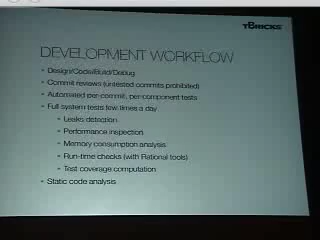 TBRICKS
DEVELOPMENT WORKFLOW
Design/Code/Build/Debug
Commit reviews (untested commits prohibited)
Automated per-commit, per-component tests
Full system tests few times a day
Leaks detection
Performance inspection
Memory consumption analysis
Run-time checks (with Rational tools)
Test coverage computation
Static code analysis